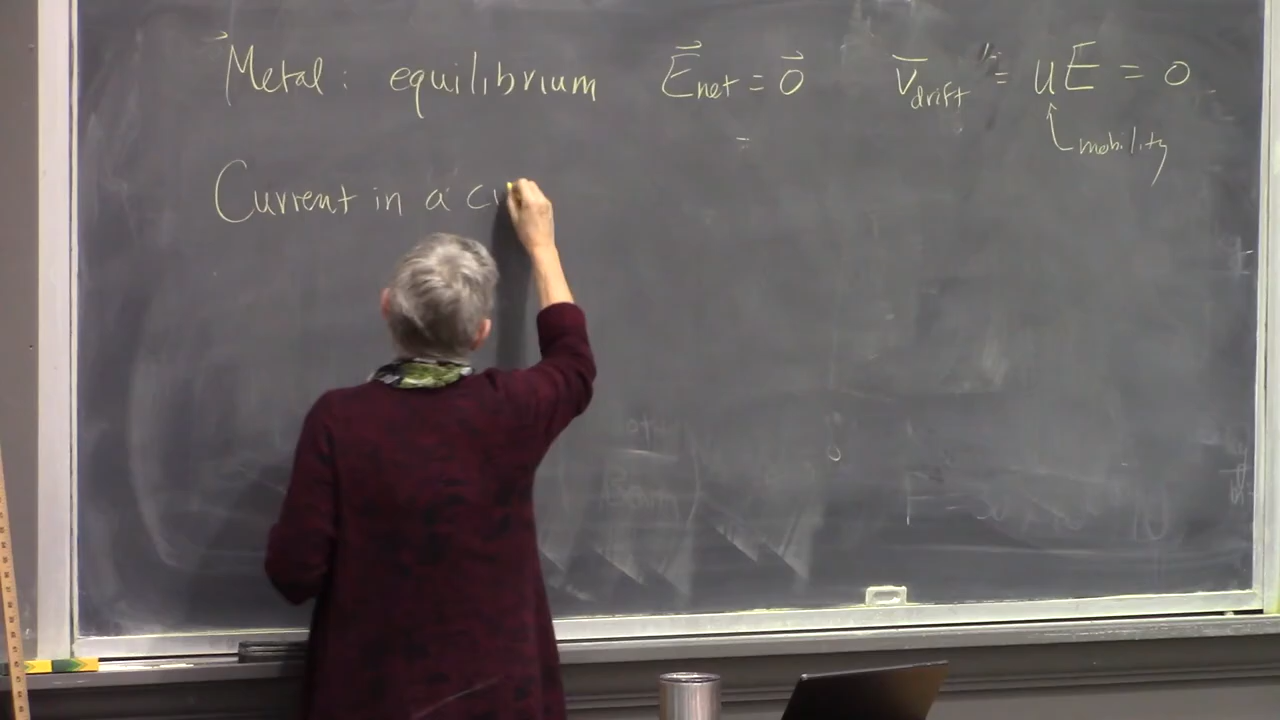 Metal: equilibrium E⃗net = 0⃗ v̅drift = uE = 0
mobility
Current in a